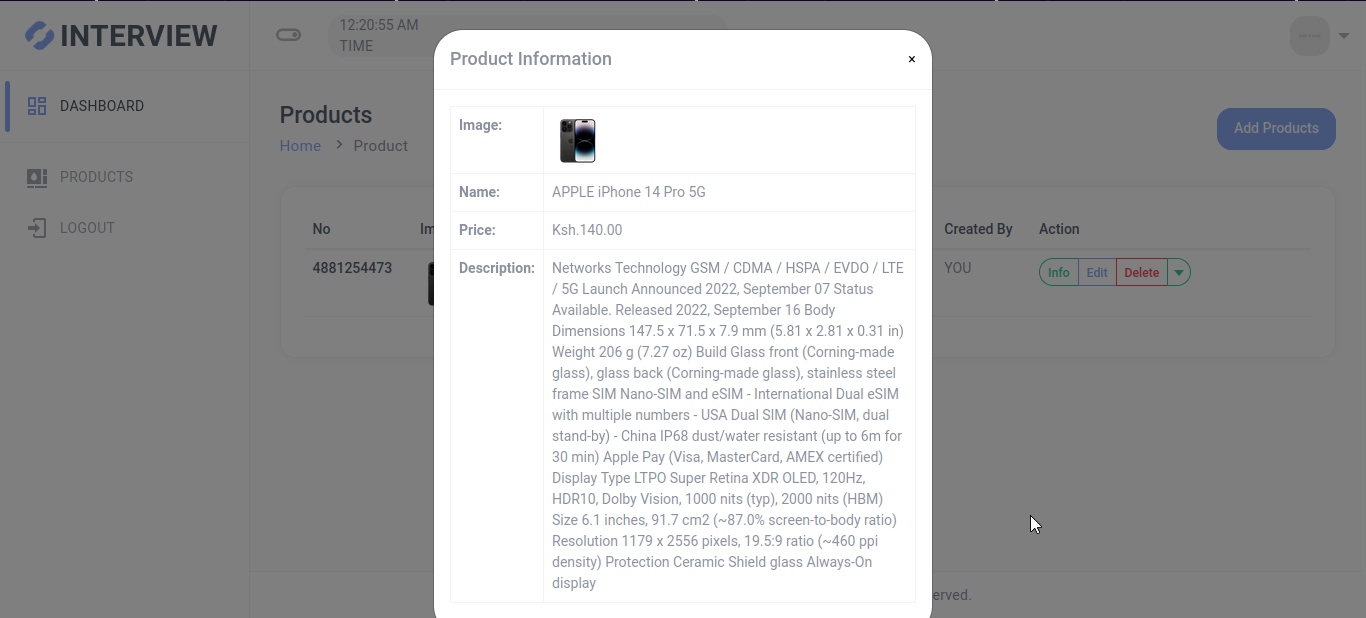 INTERVIEW
12:20:55 AM
TIME
DASHBOARD
PRODUCTS
LOGOUT
Products
Home > Product
Add Products
No
Created By
Action
4881254473
YOU
Info
Edit
Delete
Product Information
×
Image:
Name:
APPLE iPhone 14 Pro 5G
Price:
Ksh.140.00
Description:
Networks Technology GSM / CDMA / HSPA / EVDO / LTE
/ 5G Launch Announced 2022, September 07 Status
Available. Released 2022, September 16 Body
Dimensions 147.5 x 71.5 x 7.9 mm (5.81 x 2.81 x 0.31 in)
Weight 206 g (7.27 oz) Build Glass front (Corning-made
glass), glass back (Corning-made glass), stainless steel
frame SIM Nano-SIM and eSIM - International Dual eSIM
with multiple numbers - USA Dual SIM (Nano-SIM, dual
stand-by) - China IP68 dust/water resistant (up to 6m for
30 min) Apple Pay (Visa, MasterCard, AMEX certified)
Display Type LTPO Super Retina XDR OLED, 120Hz,
HDR10, Dolby Vision, 1000 nits (typ), 2000 nits (HBM)
Size 6.1 inches, 91.7 cm2 (~87.0% screen-to-body ratio)
Resolution 1179 x 2556 pixels, 19.5:9 ratio (~460 ppi
density) Protection Ceramic Shield glass Always-On
display